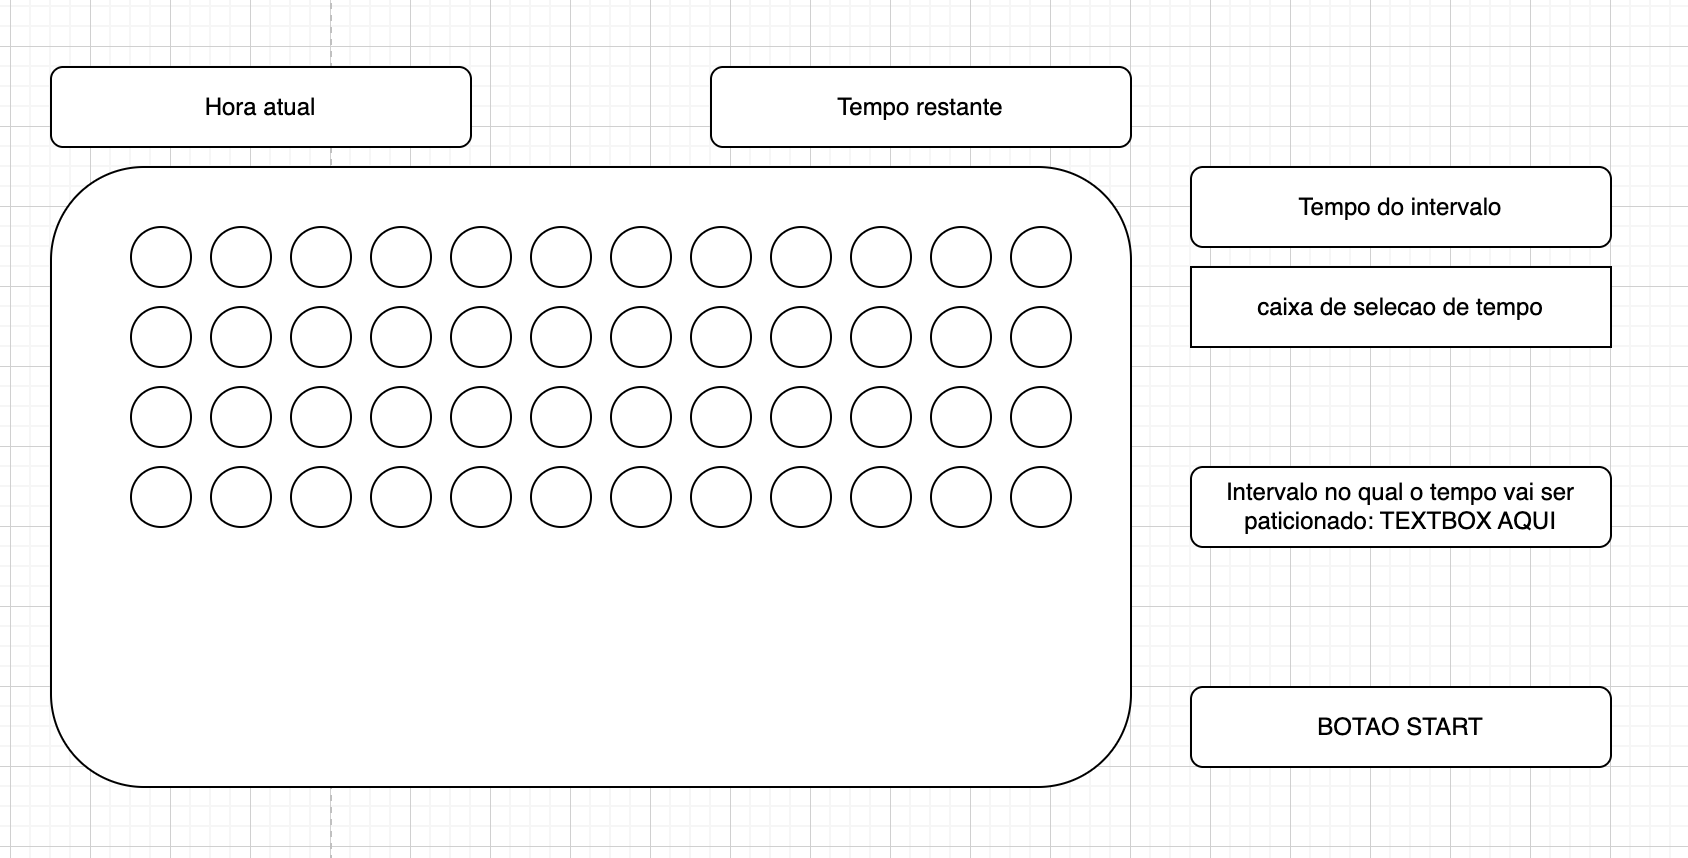 Hora atual
Tempo restante
Tempo do intervalo
caixa de selecao de tempo
Intervalo no qual o tempo vai ser
paticionado: TEXTBOX AQUI
BOTAO START